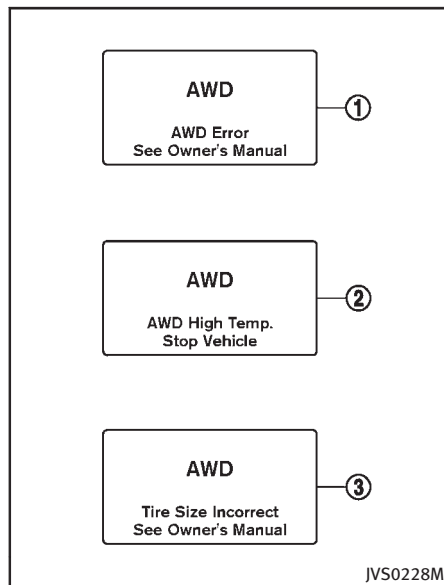 AWD
AWD Error
See Owner's Manual
①
AWD
AWD High Temp.
Stop Vehicle
②
AWD
Tire Size Incorrect
See Owner's Manual
③
JVS0228M